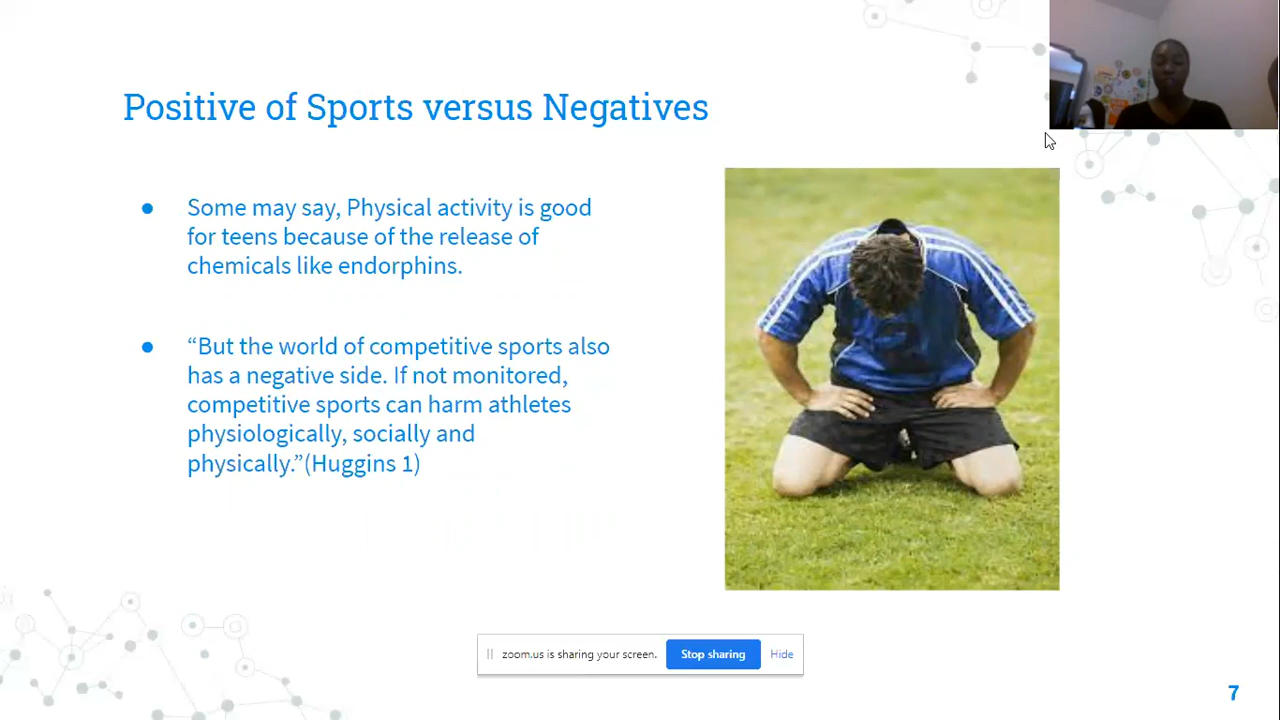 Positive of Sports versus Negatives
● Some may say, Physical activity is good
for teens because of the release of
chemicals like endorphins.
● “But the world of competitive sports also
has a negative side. If not monitored,
competitive sports can harm athletes
physiologically, socially and
physically.”(Huggins 1)
zoom.us is sharing your screen. Stop sharing Hide
7